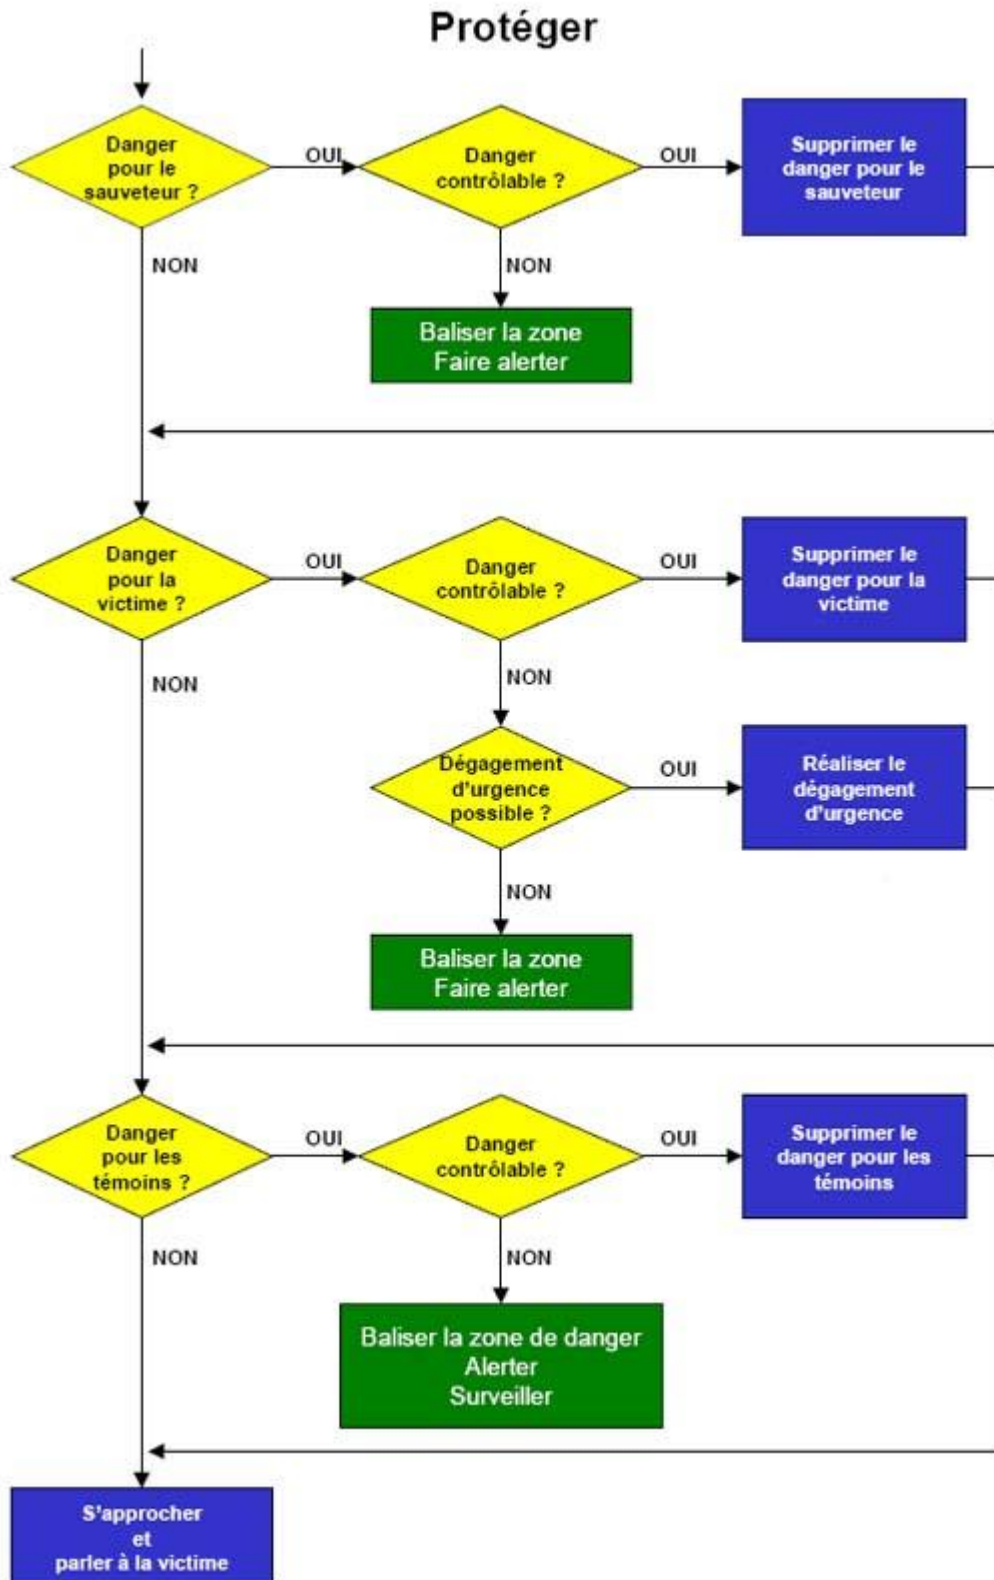 Protéger
Danger
pour le
sauveteur ?
OUI
Danger
contrôlable ?
OUI
Supprimer le
danger pour le
sauveteur
NON
NON
Baliser la zone
Faire alerter
Danger
pour la
victime ?
OUI
Danger
contrôlable ?
OUI
Supprimer le
danger pour la
victime
NON
NON
Dégagement
d'urgence
possible ?
OUI
Réaliser le
dégagement
d'urgence
NON
Baliser la zone
Faire alerter
Danger
pour les
témoins ?
OUI
Danger
contrôlable ?
OUI
Supprimer le
danger pour les
témoins
NON
NON
Baliser la zone de danger
Alerter
Surveiller
S'approcher
et
parler à la victime